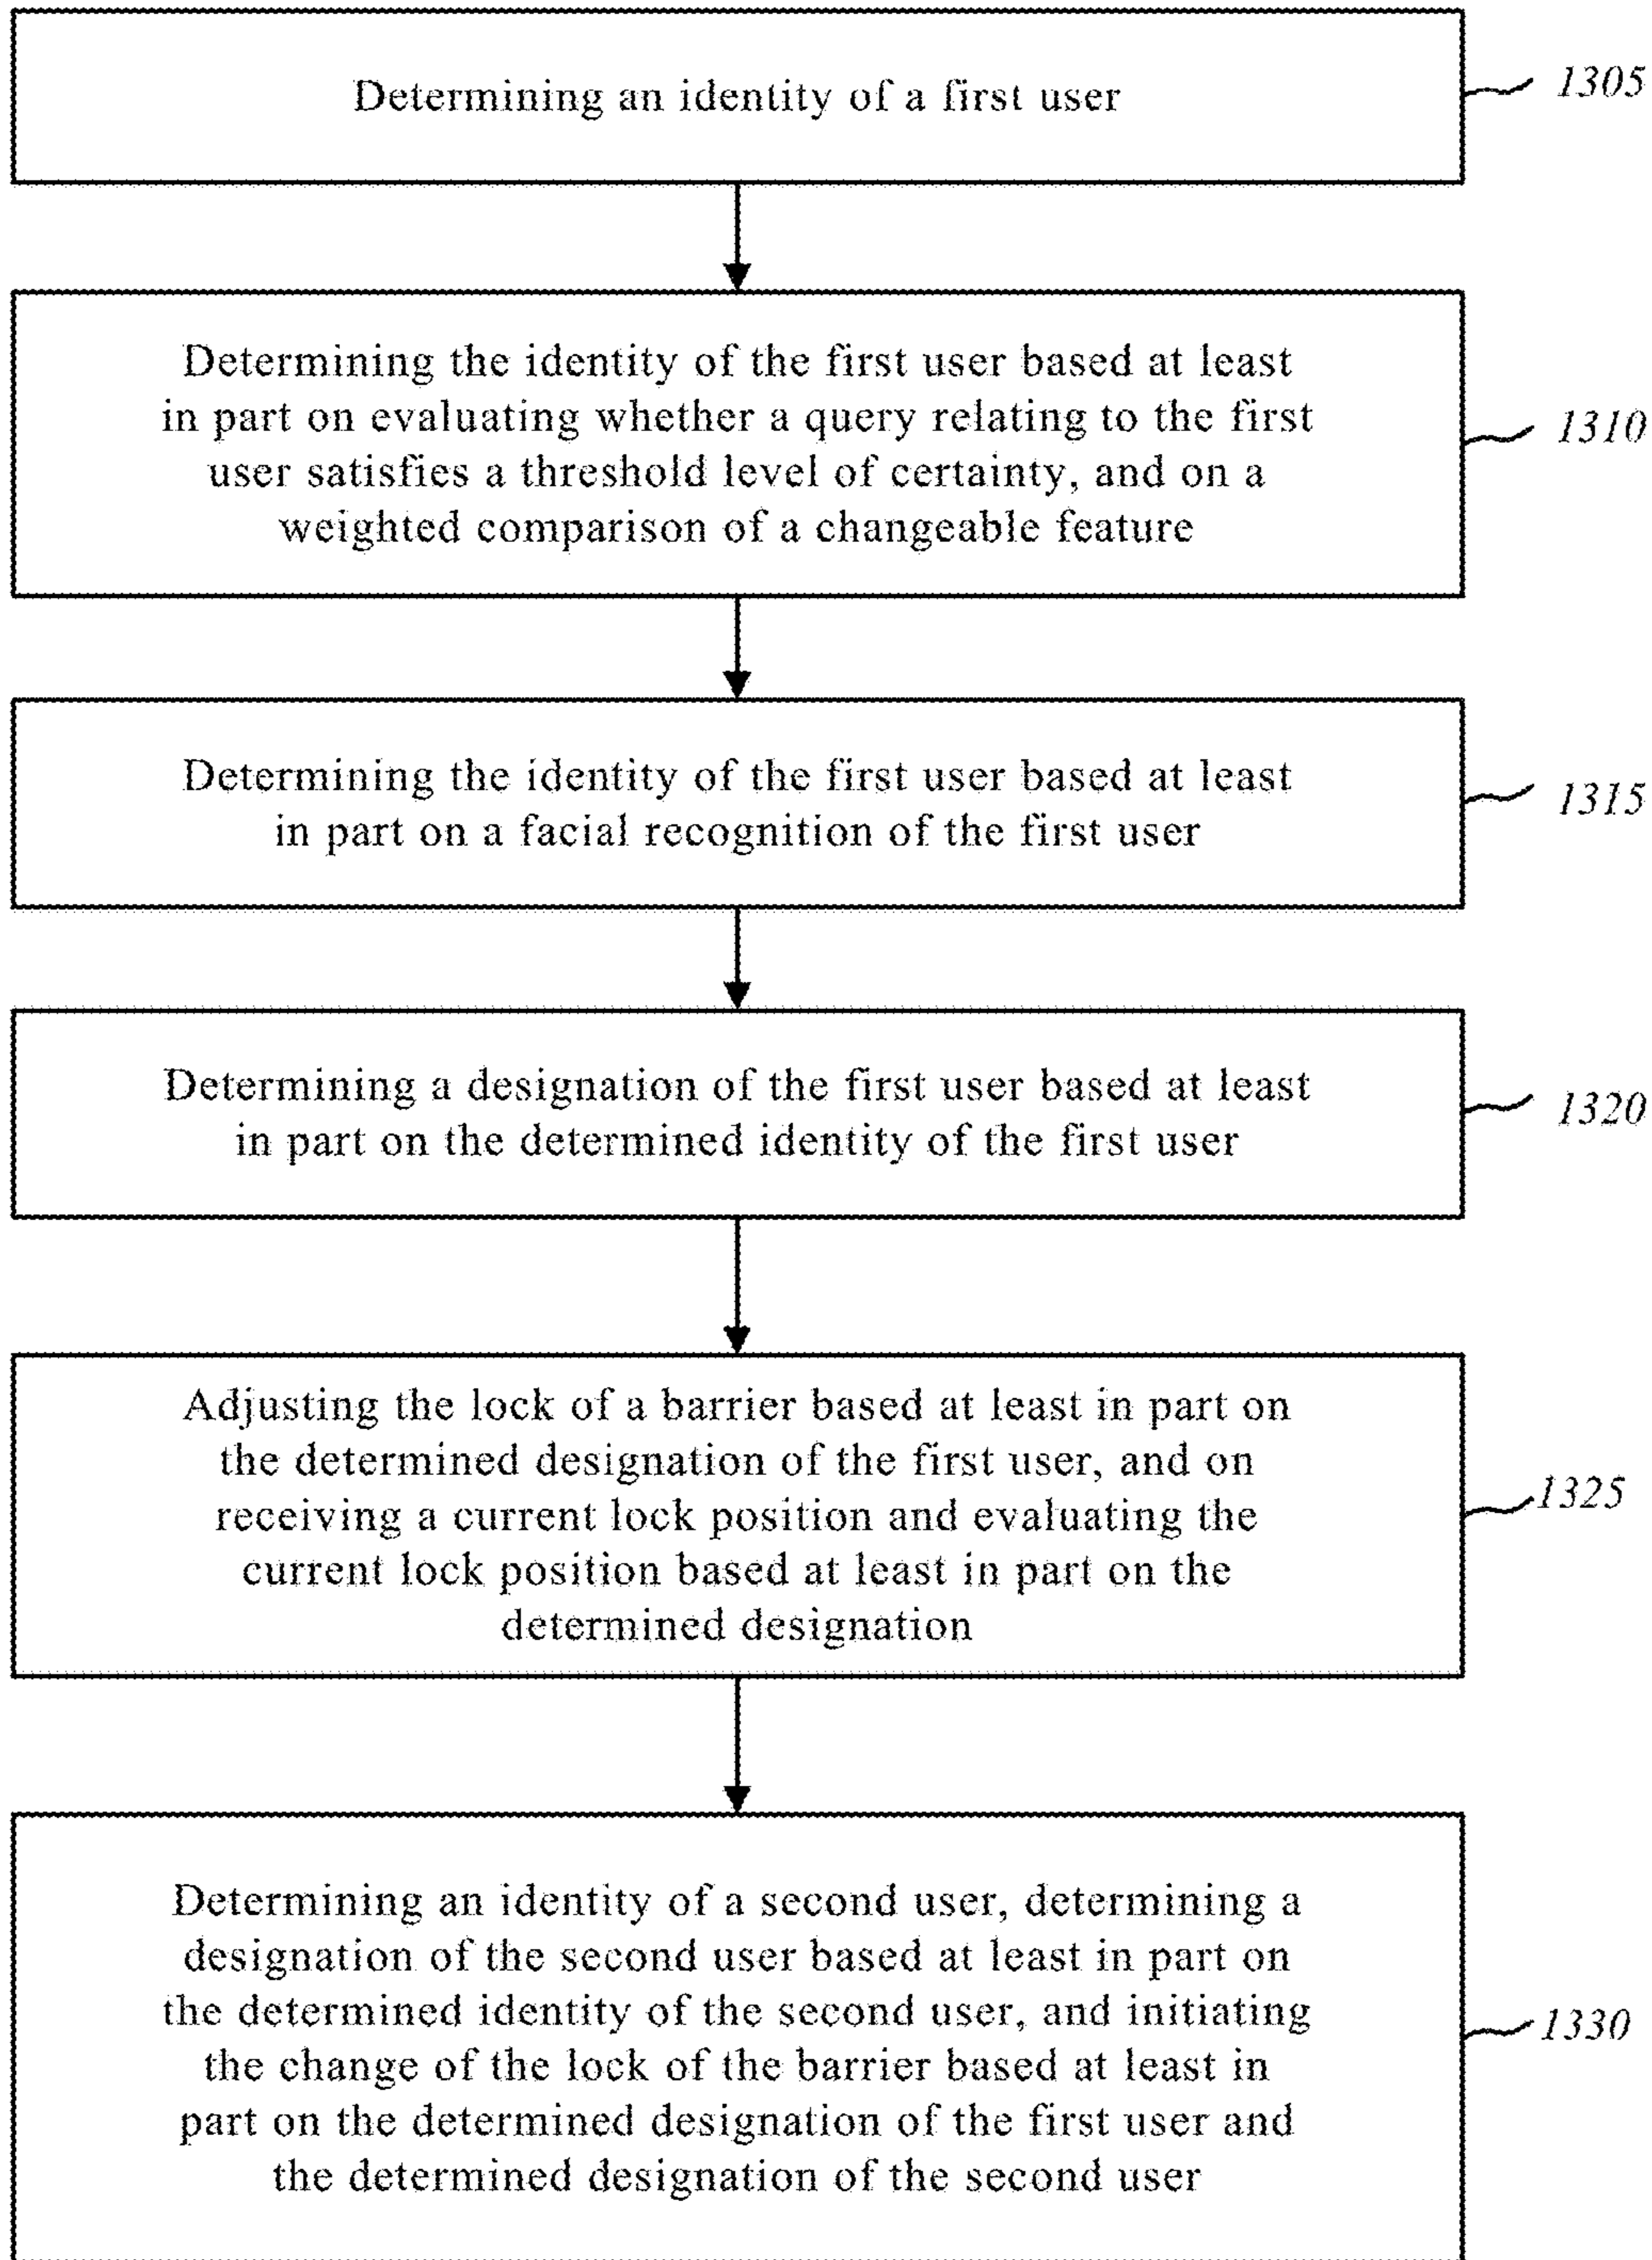 Determining an identity of a first user
1305
Determining the identity of the first user based at least
in part on evaluating whether a query relating to the first
user satisfies a threshold level of certainty, and on a
weighted comparison of a changeable feature
1310
Determining the identity of the first user based at least
in part on a facial recognition of the first user
1315
Determining a designation of the first user based at least
in part on the determined identity of the first user
1320
Adjusting the lock of a barrier based at least in part on
the determined designation of the first user, and on
receiving a current lock position and evaluating the
current lock position based at least in part on the
determined designation
1325
Determining an identity of a second user, determining a
designation of the second user based at least in part on
the determined identity of the second user, and initiating
the change of the lock of the barrier based at least in
part on the determined designation of the first user and
the determined designation of the second user
1330